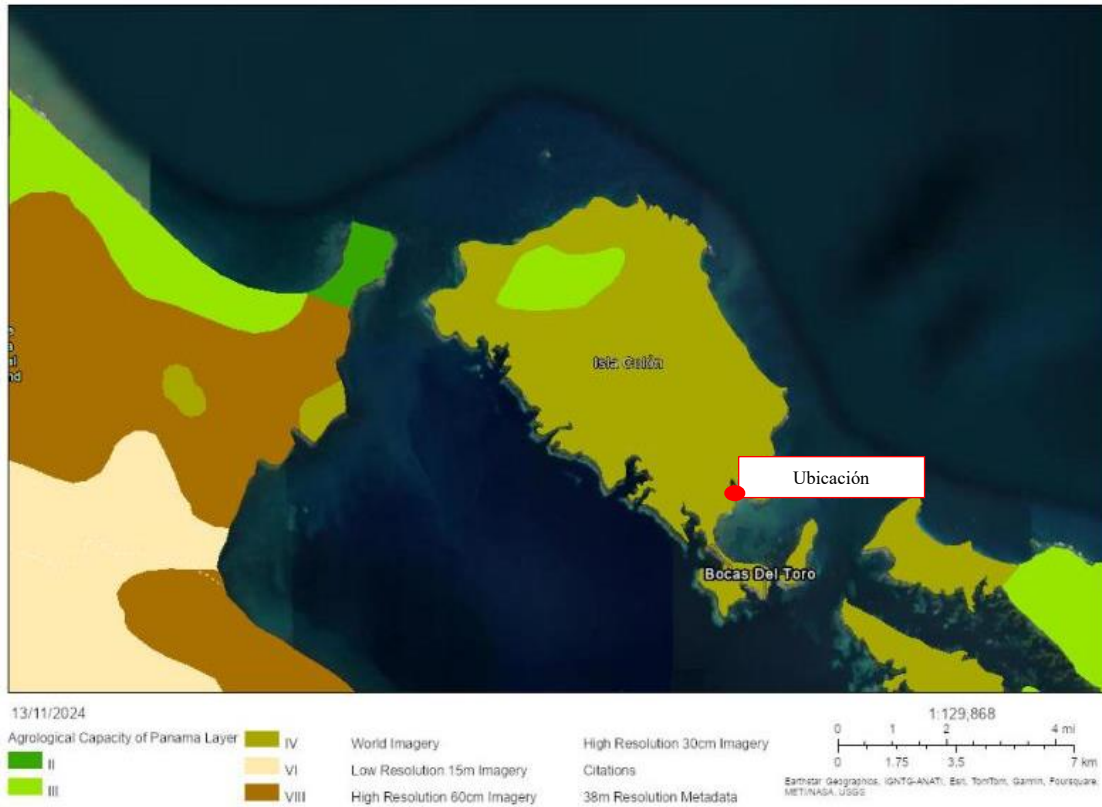 Isla Colón
Ubicación
Bocas Del Toro
nd
13/11/2024
Agrological Capacity of Panama Layer
II
III
IV
VI
VIII
World Imagery
Low Resolution 15m Imagery
High Resolution 60cm Imagery
High Resolution 30cm Imagery
Citations
38m Resolution Metadata
1:129,868
0 1 2 4 mi
0 1.75 3.5 7 km
Earthstar Geographics, IGNTG-ANATI, Esri, TomTom, Garmin, Foursquare,
METI/NASA, USGS